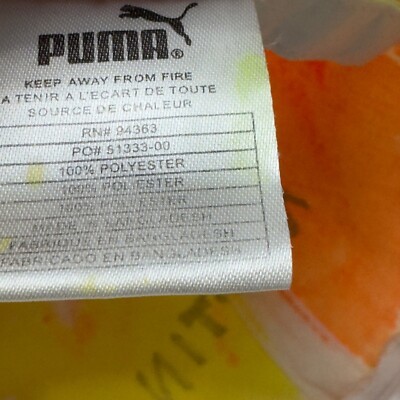 PUMA®
KEEP AWAY FROM FIRE
A TENIR A L'ECART DE TOUTE
SOURCE DE CHALEUR
RN# 94363
PO# 51333-00
100% POLYESTER
100% POLYESTER
100% POLYESTER
MADE IN BANGLADESH
FABRIQUE EN BANGLADESH
FABRICADO EN BANGLADESH